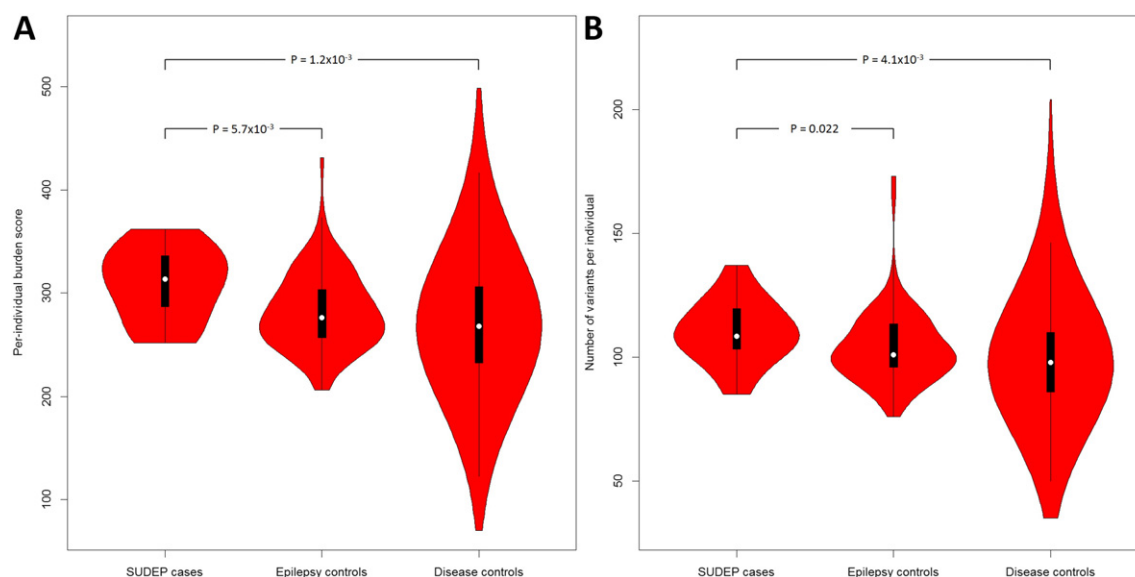 A
P = 1.2x10⁻³
P = 5.7x10⁻³
Per-individual burden score
500
400
300
200
100
SUDEP cases Epilepsy controls Disease controls
B
P = 4.1x10⁻³
P = 0.022
Number of variants per individual
200
150
100
50
SUDEP cases Epilepsy controls Disease controls